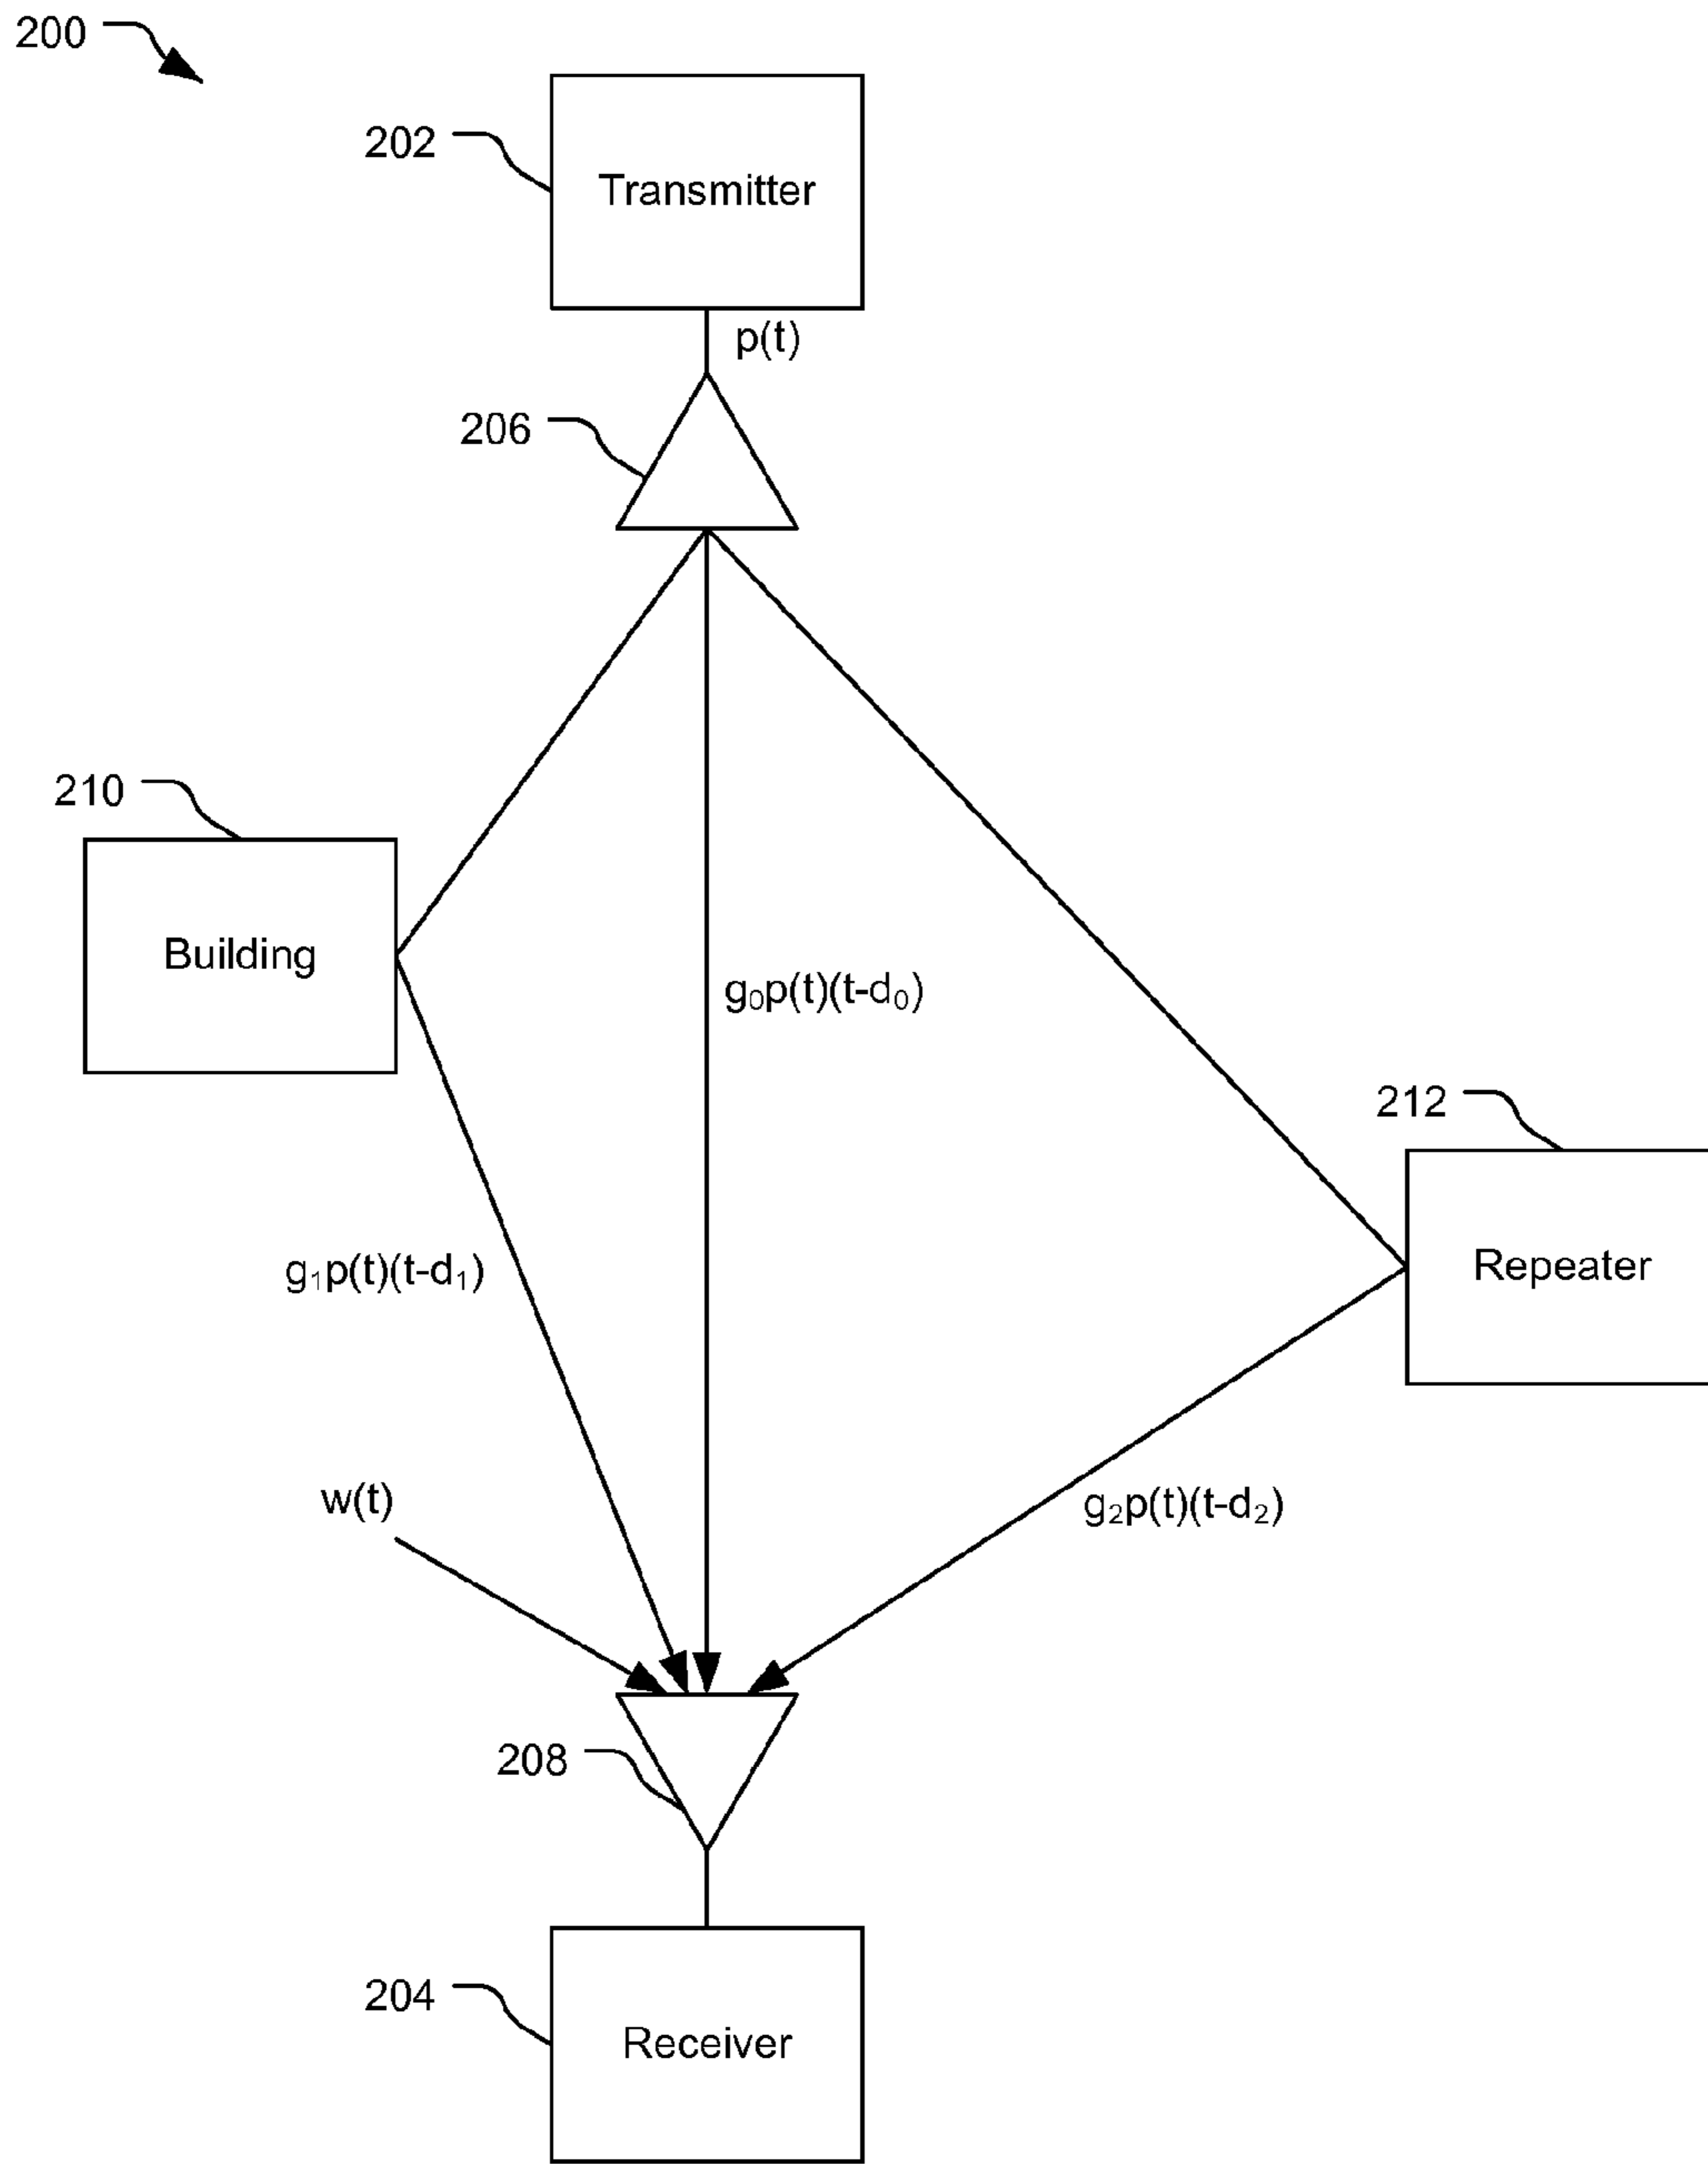 200
202
Transmitter
p(t)
206
210
Building
g₀p(t)(t-d₀)
212
Repeater
g₁p(t)(t-d₁)
w(t)
g₂p(t)(t-d₂)
208
204
Receiver